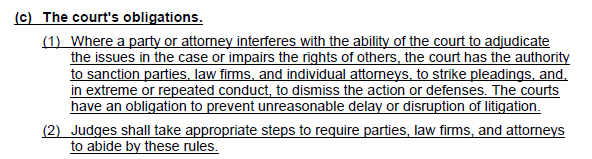 (c) The court's obligations.
(1) Where a party or attorney interferes with the ability of the court to adjudicate
the issues in the case or impairs the rights of others, the court has the authority
to sanction parties, law firms, and individual attorneys, to strike pleadings, and,
in extreme or repeated conduct, to dismiss the action or defenses. The courts
have an obligation to prevent unreasonable delay or disruption of litigation.
(2) Judges shall take appropriate steps to require parties, law firms, and attorneys
to abide by these rules.